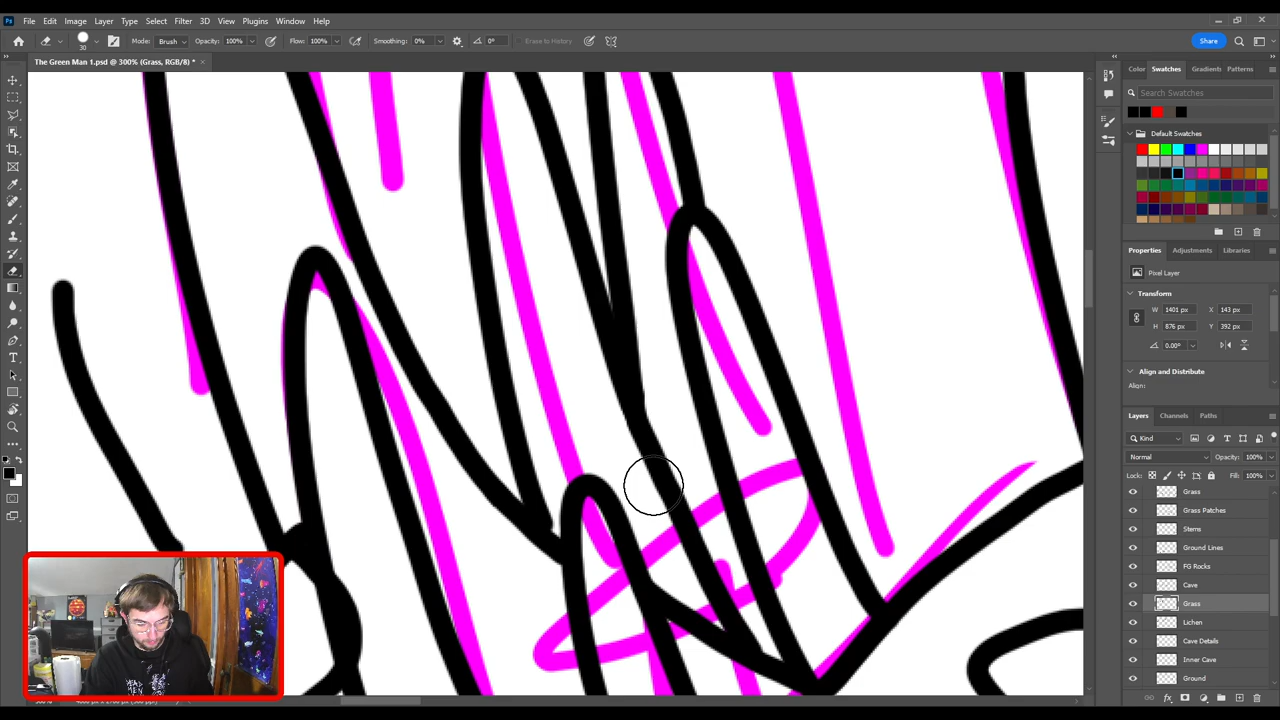 Ps File Edit Image Layer Type Select Filter 3D View Plugins Window Help
30 Mode: Brush Opacity: 100% Flow: 100% Smoothing: 0% 0° Erase to History Share
The Green Man 1.psd @ 300% (Grass, RGB/8) *
Color Swatches Gradients Patterns
Search Swatches
Default Swatches
Properties Adjustments Libraries
Pixel Layer
Transform
W 1401 px X 143 px
H 876 px Y 392 px
0.00°
Align and Distribute
Align:
Layers Channels Paths
Kind
Normal Opacity: 100%
Lock: Fill: 100%
Grass
Grass Patches
Stems
Ground Lines
FG Rocks
Cave
Grass
Lichen
Cave Details
Inner Cave
Ground